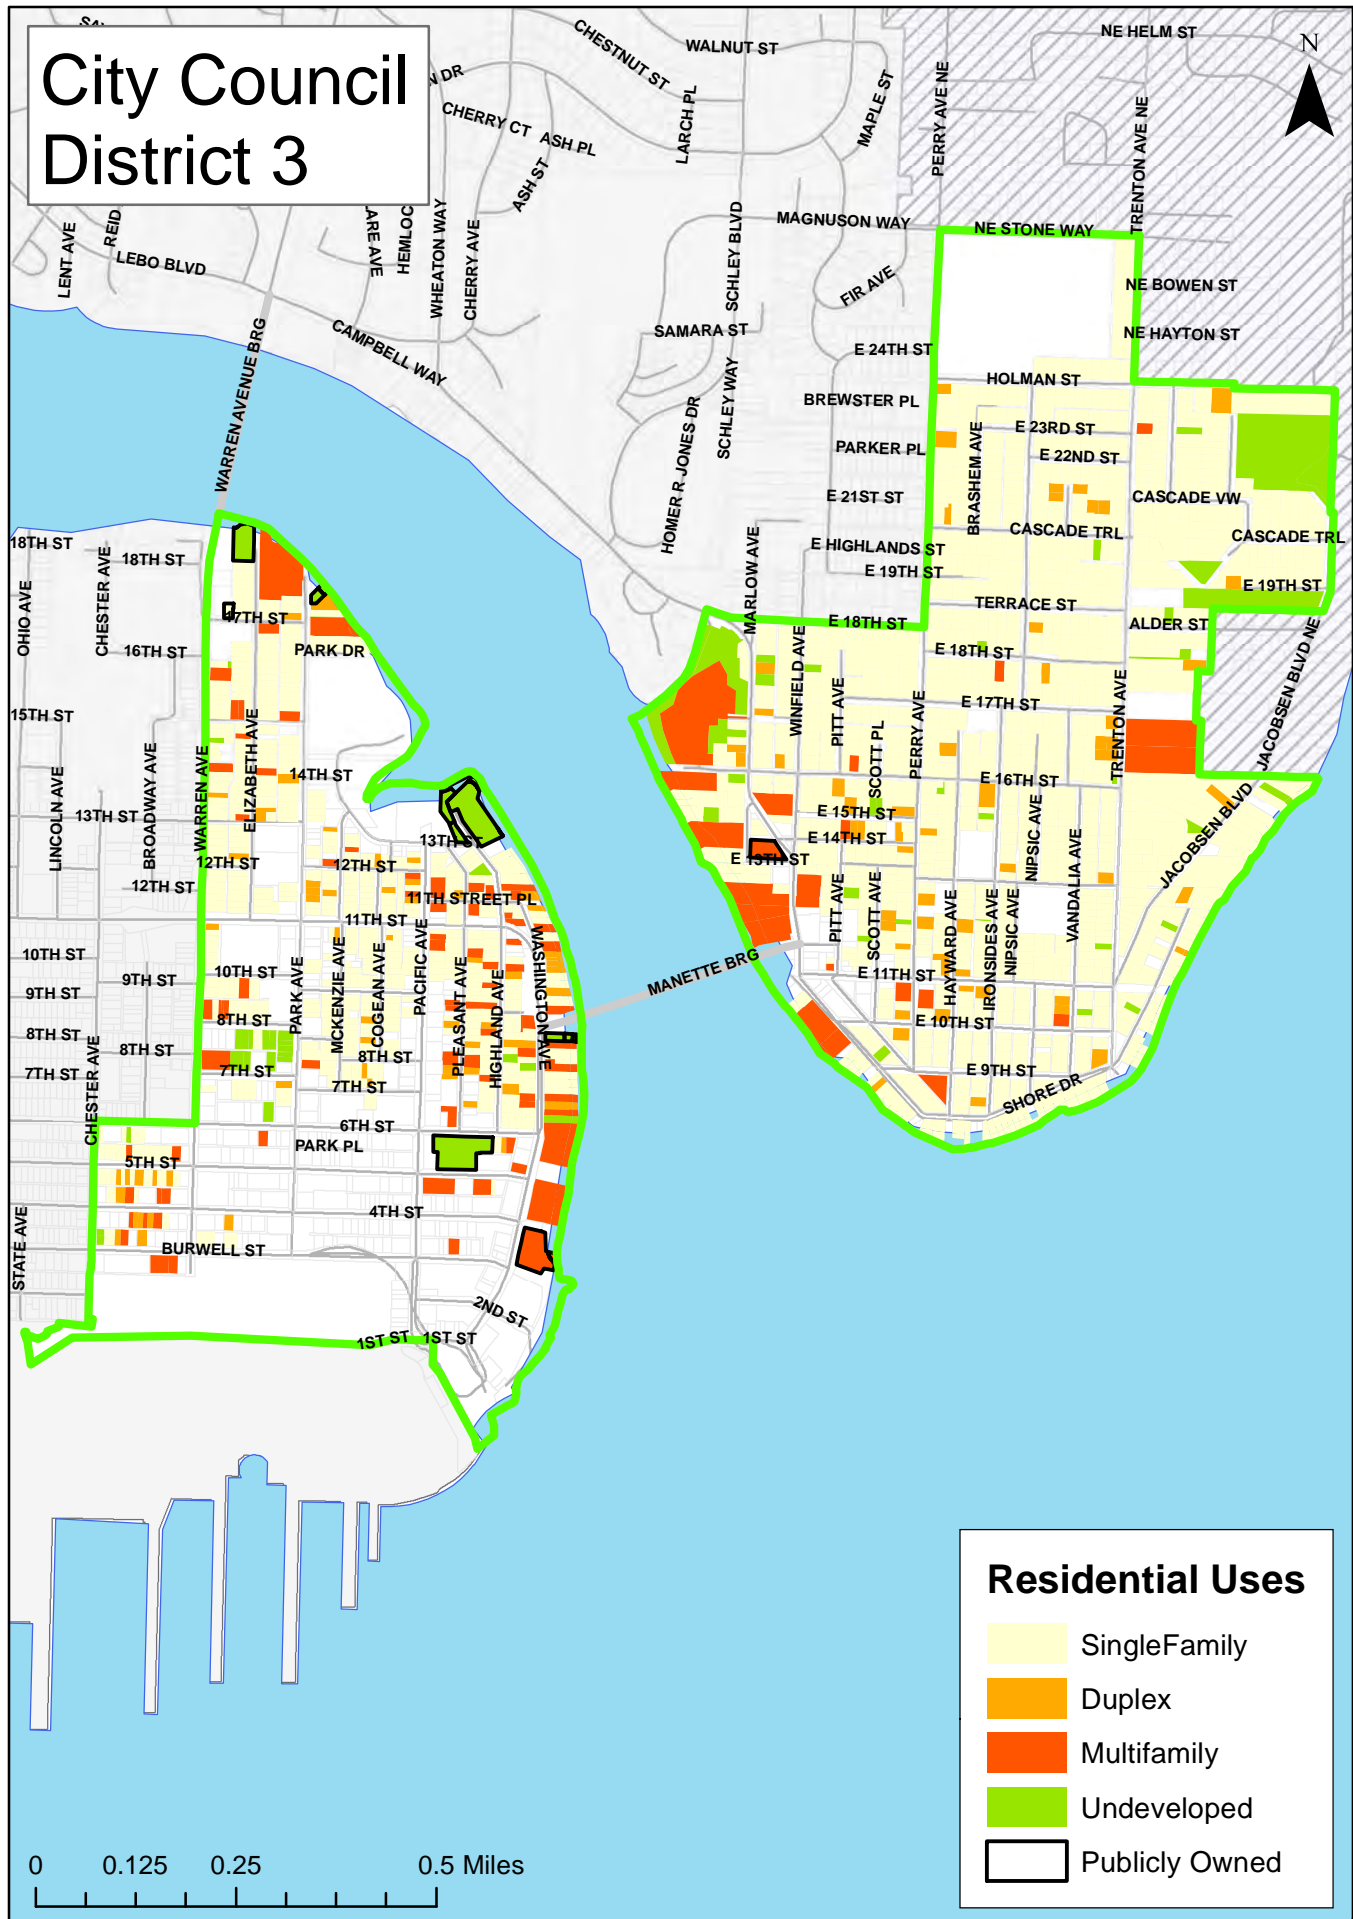 City Council
District 3
N
CHESTNUT ST
WALNUT ST
NE HELM ST
N DR
CHERRY CT
ASH PL
ASH ST
LARCH PL
MAPLE ST
PERRY AVE NE
TRENTON AVE NE
LENT AVE
REID
LEBO BLVD
ARE AVE
HEMLOC
WHEATON WAY
CHERRY AVE
SCHLEY BLVD
MAGNUSON WAY
NE STONE WAY
FIR AVE
NE BOWEN ST
NE HAYTON ST
WARREN AVENUE BRG
CAMPBELL WAY
SAMARA ST
E 24TH ST
HOLMAN ST
HOMER R JONES DR
SCHLEY WAY
BREWSTER PL
BRASHEM AVE
E 23RD ST
PARKER PL
E 22ND ST
E 21ST ST
CASCADE VW
CASCADE TRL
CASCADE TRL
18TH ST
18TH ST
OHIO AVE
CHESTER AVE
MARLOW AVE
E HIGHLANDS ST
E 19TH ST
E 19TH ST
TERRACE ST
17TH ST
E 18TH ST
ALDER ST
16TH ST
PARK DR
E 18TH ST
WINFIELD AVE
PITT AVE
E 17TH ST
15TH ST
ELIZABETH AVE
SCOTT PL
PERRY AVE
TRENTON AVE
JACOBSEN BLVD NE
LINCOLN AVE
BROADWAY AVE
WARREN AVE
14TH ST
E 16TH ST
13TH ST
13TH ST
E 15TH ST
E 14TH ST
NIPSIC AVE
JACOBSEN BLVD
12TH ST
12TH ST
12TH ST
E 13TH ST
VANDALIA AVE
11TH STREET PL
11TH ST
PITT AVE
SCOTT AVE
HAYWARD AVE
IRONSIDES AVE
NIPSIC AVE
10TH ST
9TH ST
10TH ST
PARK AVE
MCKENZIE AVE
COGEAN AVE
PACIFIC AVE
PLEASANT AVE
HIGHLAND AVE
WASHINGTON AVE
MANETTE BRG
E 11TH ST
9TH ST
8TH ST
E 10TH ST
8TH ST
8TH ST
8TH ST
7TH ST
7TH ST
7TH ST
E 9TH ST
SHORE DR
CHESTER AVE
6TH ST
PARK PL
5TH ST
4TH ST
STATE AVE
BURWELL ST
2ND ST
1ST ST
1ST ST
Residential Uses
SingleFamily
Duplex
Multifamily
Undeveloped
Publicly Owned
0 0.125 0.25 0.5 Miles